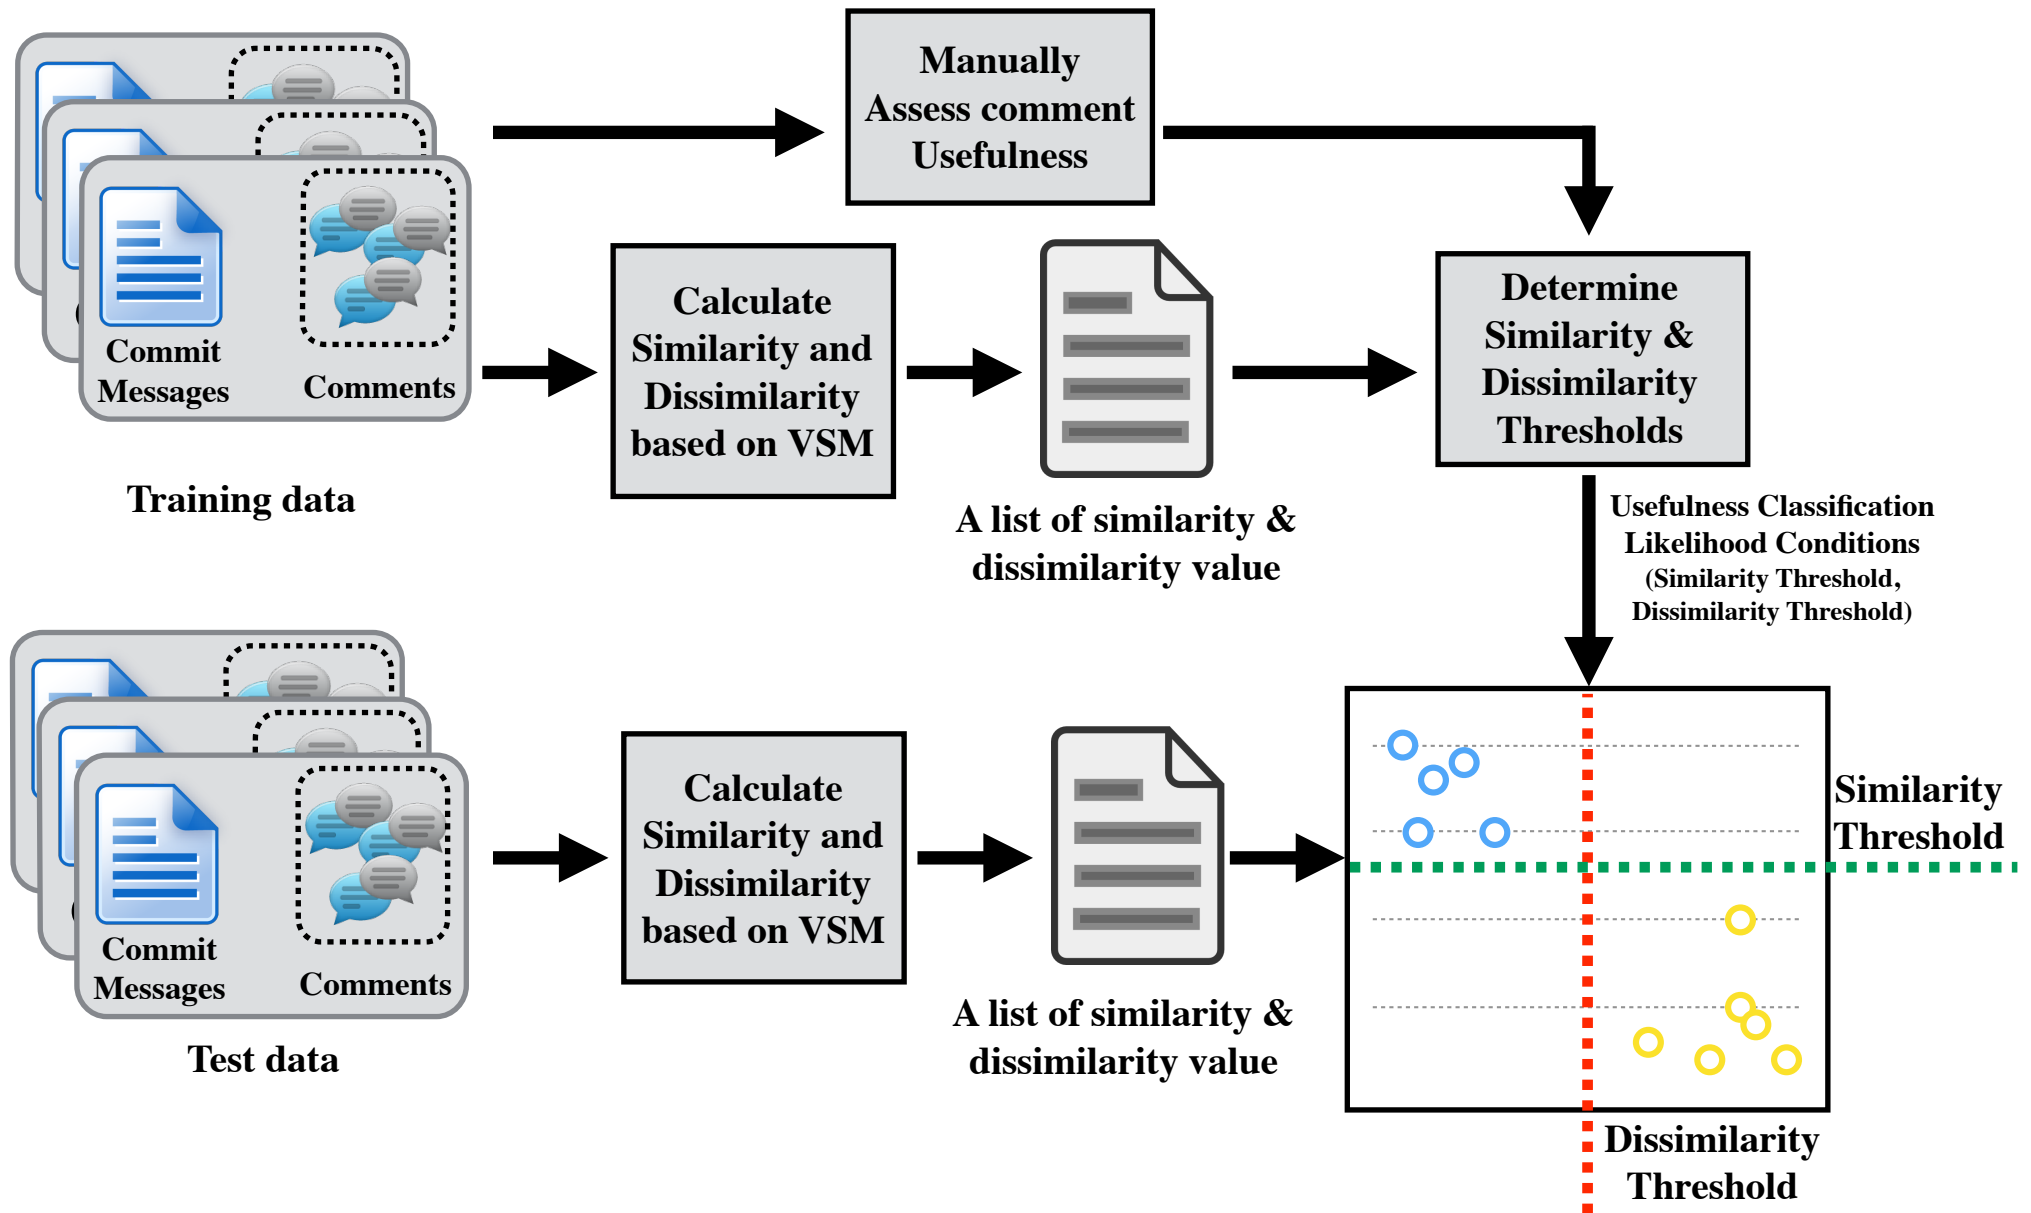 Manually
Assess comment
Usefulness
Commit
Messages
Comments
Training data
Calculate
Similarity and
Dissimilarity
based on VSM
A list of similarity &
dissimilarity value
Determine
Similarity &
Dissimilarity
Thresholds
Usefulness Classification
Likelihood Conditions
(Similarity Threshold,
Dissimilarity Threshold)
Commit
Messages
Comments
Test data
Calculate
Similarity and
Dissimilarity
based on VSM
A list of similarity &
dissimilarity value
Similarity
Threshold
Dissimilarity
Threshold